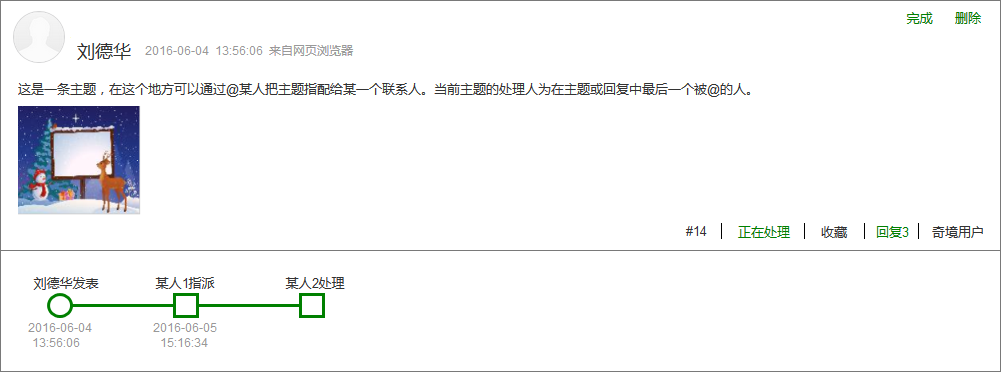 完成 删除
刘德华 2016-06-04 13:56:06 来自网页浏览器
这是一条主题，在这个地方可以通过@某人把主题指配给某一个联系人。当前主题的处理人为在主题或回复中最后一个被@的人。
#14 正在处理 收藏 回复3 奇境用户
刘德华发表 某人1指派 某人2处理
2016-06-04 2016-06-05
13:56:06 15:16:34